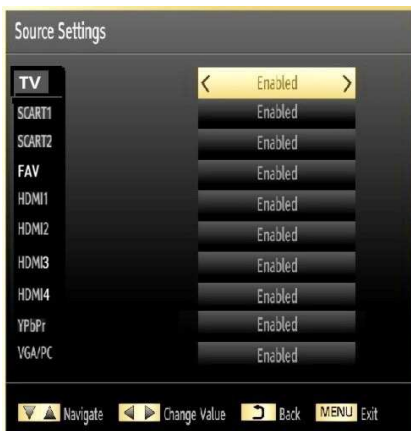 Source Settings
TV < Enabled >
SCART1 Enabled
SCART2 Enabled
FAV Enabled
HDMI1 Enabled
HDMI2 Enabled
HDMI3 Enabled
HDMI4 Enabled
YPbPr Enabled
VGA/PC Enabled
Navigate Change Value Back MENU Exit